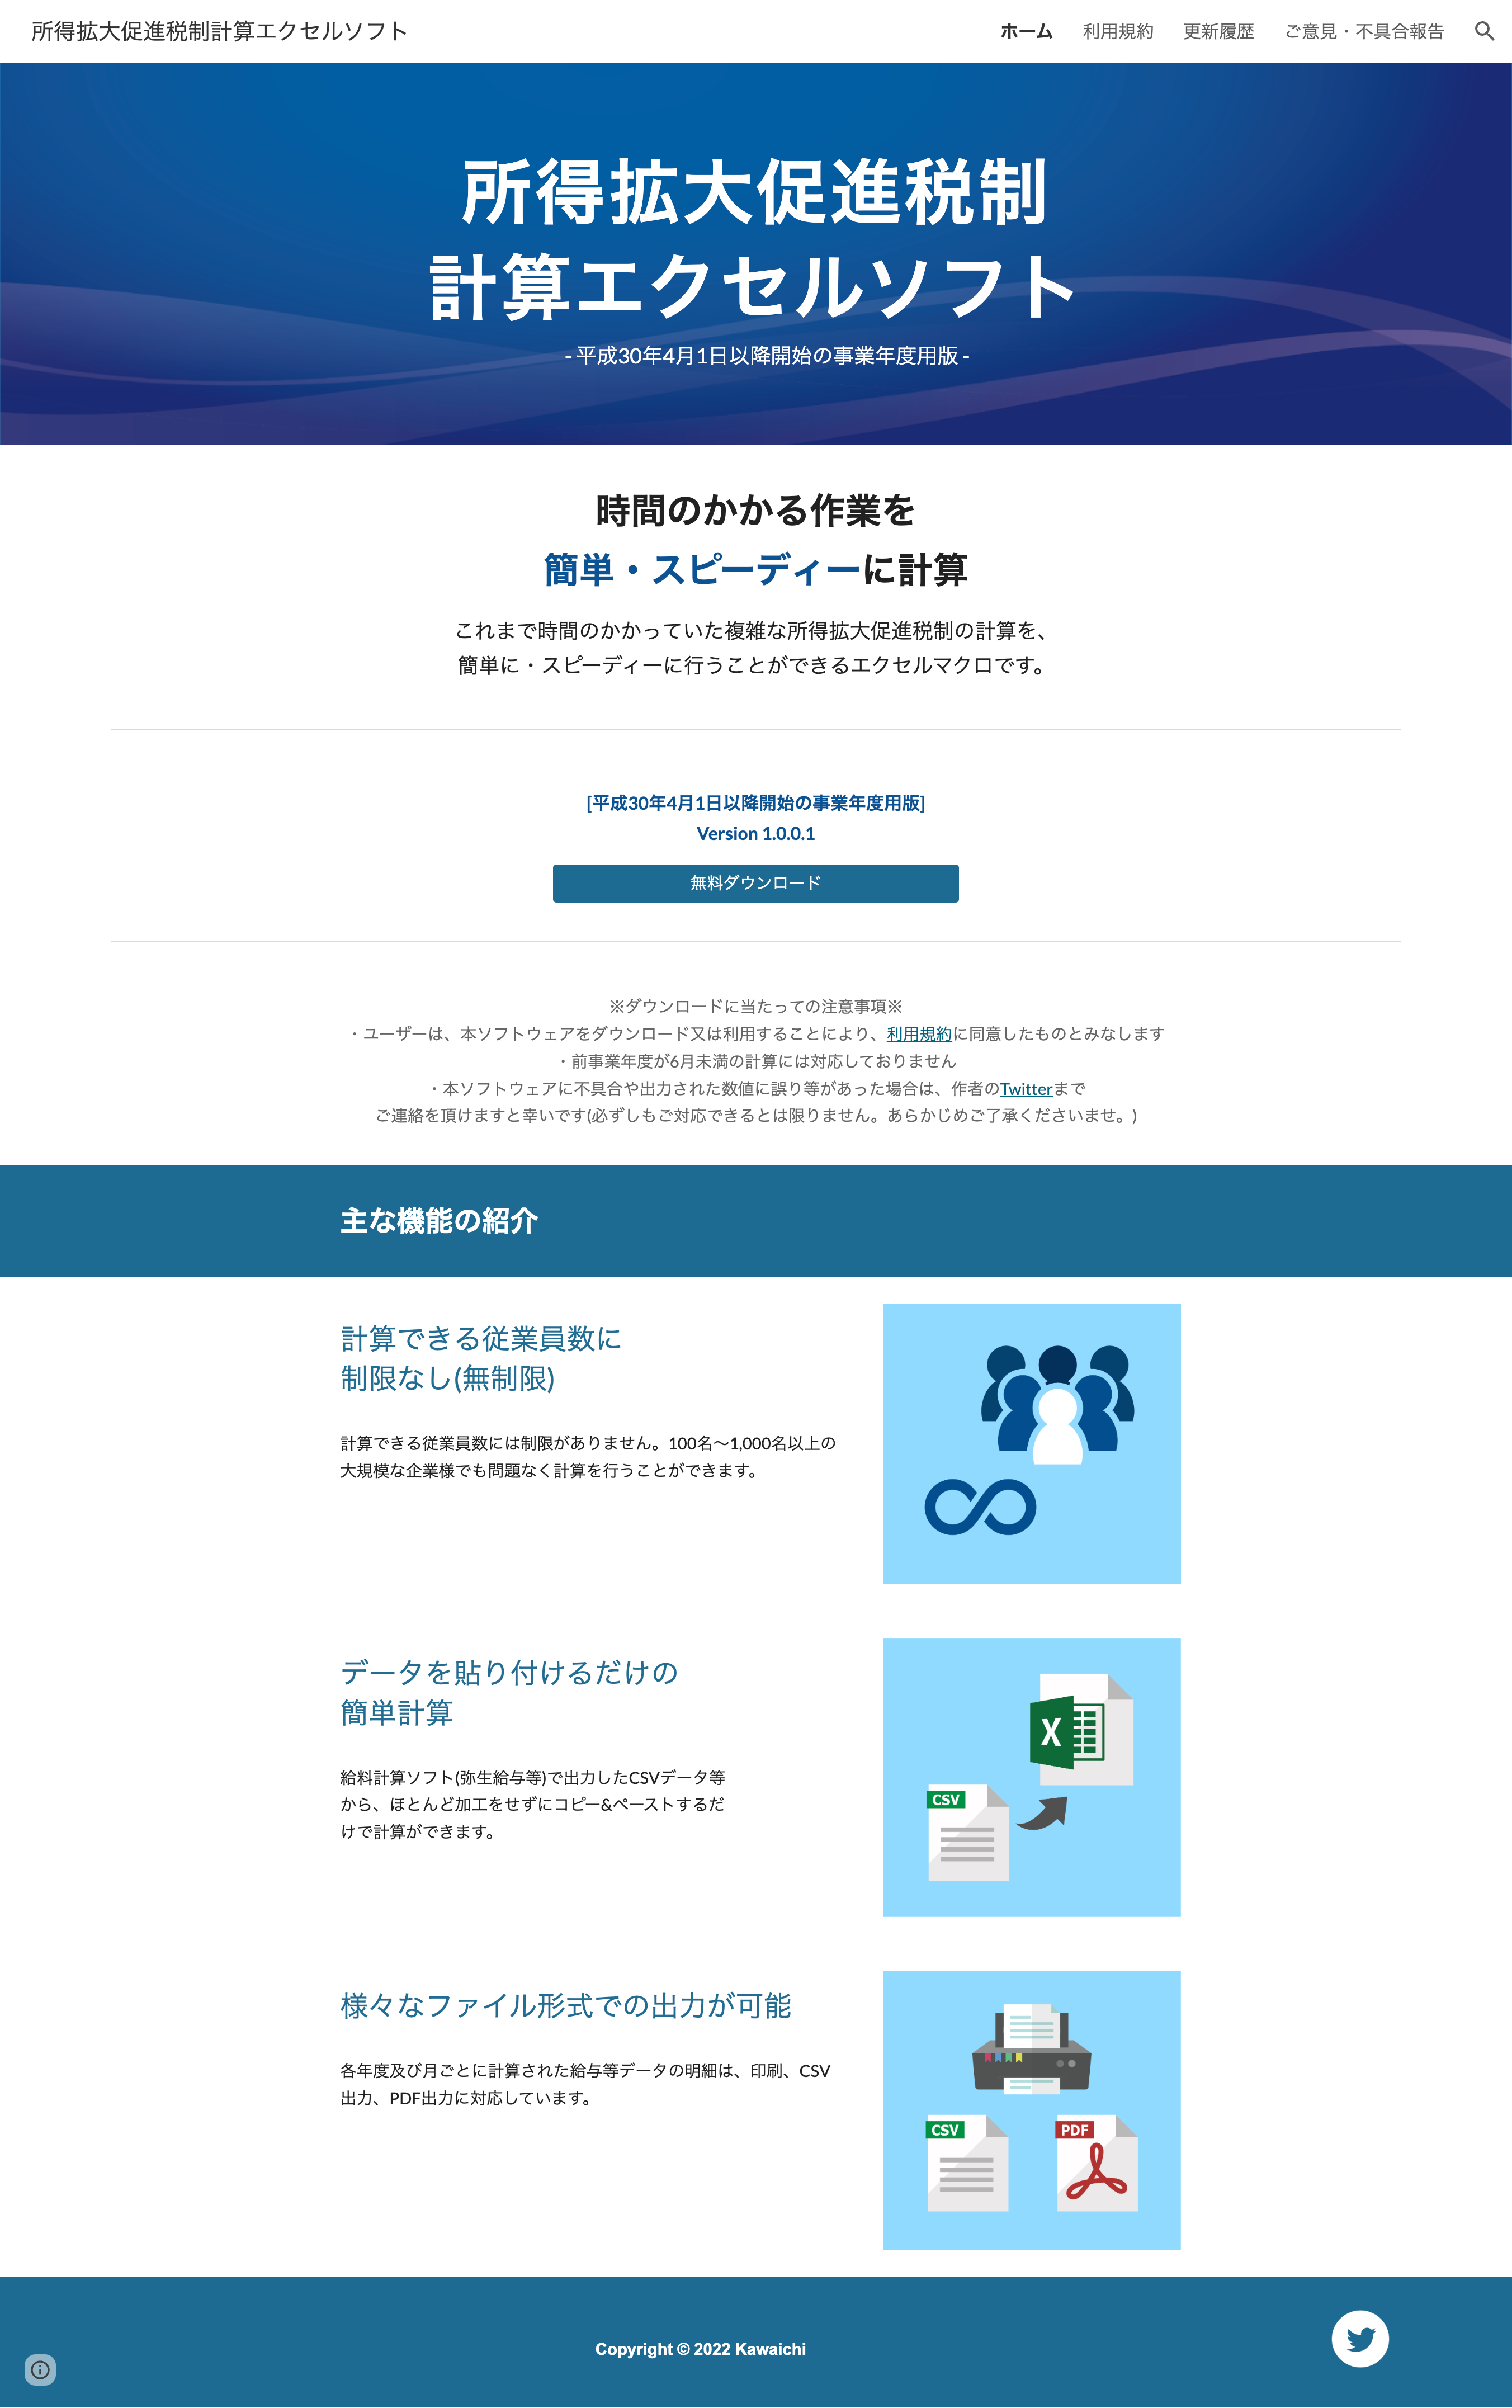 所得拡大促進税制計算エクセルソフト
ホーム 利用規約 更新履歴 ご意見・不具合報告
所得拡大促進税制
計算エクセルソフト
- 平成30年4月1日以降開始の事業年度用版 -
時間のかかる作業を
簡単・スピーディーに計算
これまで時間のかかっていた複雑な所得拡大促進税制の計算を、
簡単に・スピーディーに行うことができるエクセルマクロです。
[平成30年4月1日以降開始の事業年度用版]
Version 1.0.0.1
無料ダウンロード
※ダウンロードに当たっての注意事項※
・ユーザーは、本ソフトウェアをダウンロード又は利用することにより、利用規約に同意したものとみなします
・前事業年度が6月未満の計算には対応しておりません
・本ソフトウェアに不具合や出力された数値に誤り等があった場合は、作者のTwitterまで
ご連絡を頂けますと幸いです(必ずしもご対応できるとは限りません。あらかじめご了承くださいませ。)
主な機能の紹介
計算できる従業員数に
制限なし(無制限)
計算できる従業員数には制限がありません。100名〜1,000名以上の
大規模な企業様でも問題なく計算を行うことができます。
データを貼り付けるだけの
簡単計算
給料計算ソフト(弥生給与等)で出力したCSVデータ等
から、ほとんど加工をせずにコピー&ペーストするだ
けで計算ができます。
X
CSV
様々なファイル形式での出力が可能
各年度及び月ごとに計算された給与等データの明細は、印刷、CSV
出力、PDF出力に対応しています。
CSV
PDF
Copyright © 2022 Kawaichi